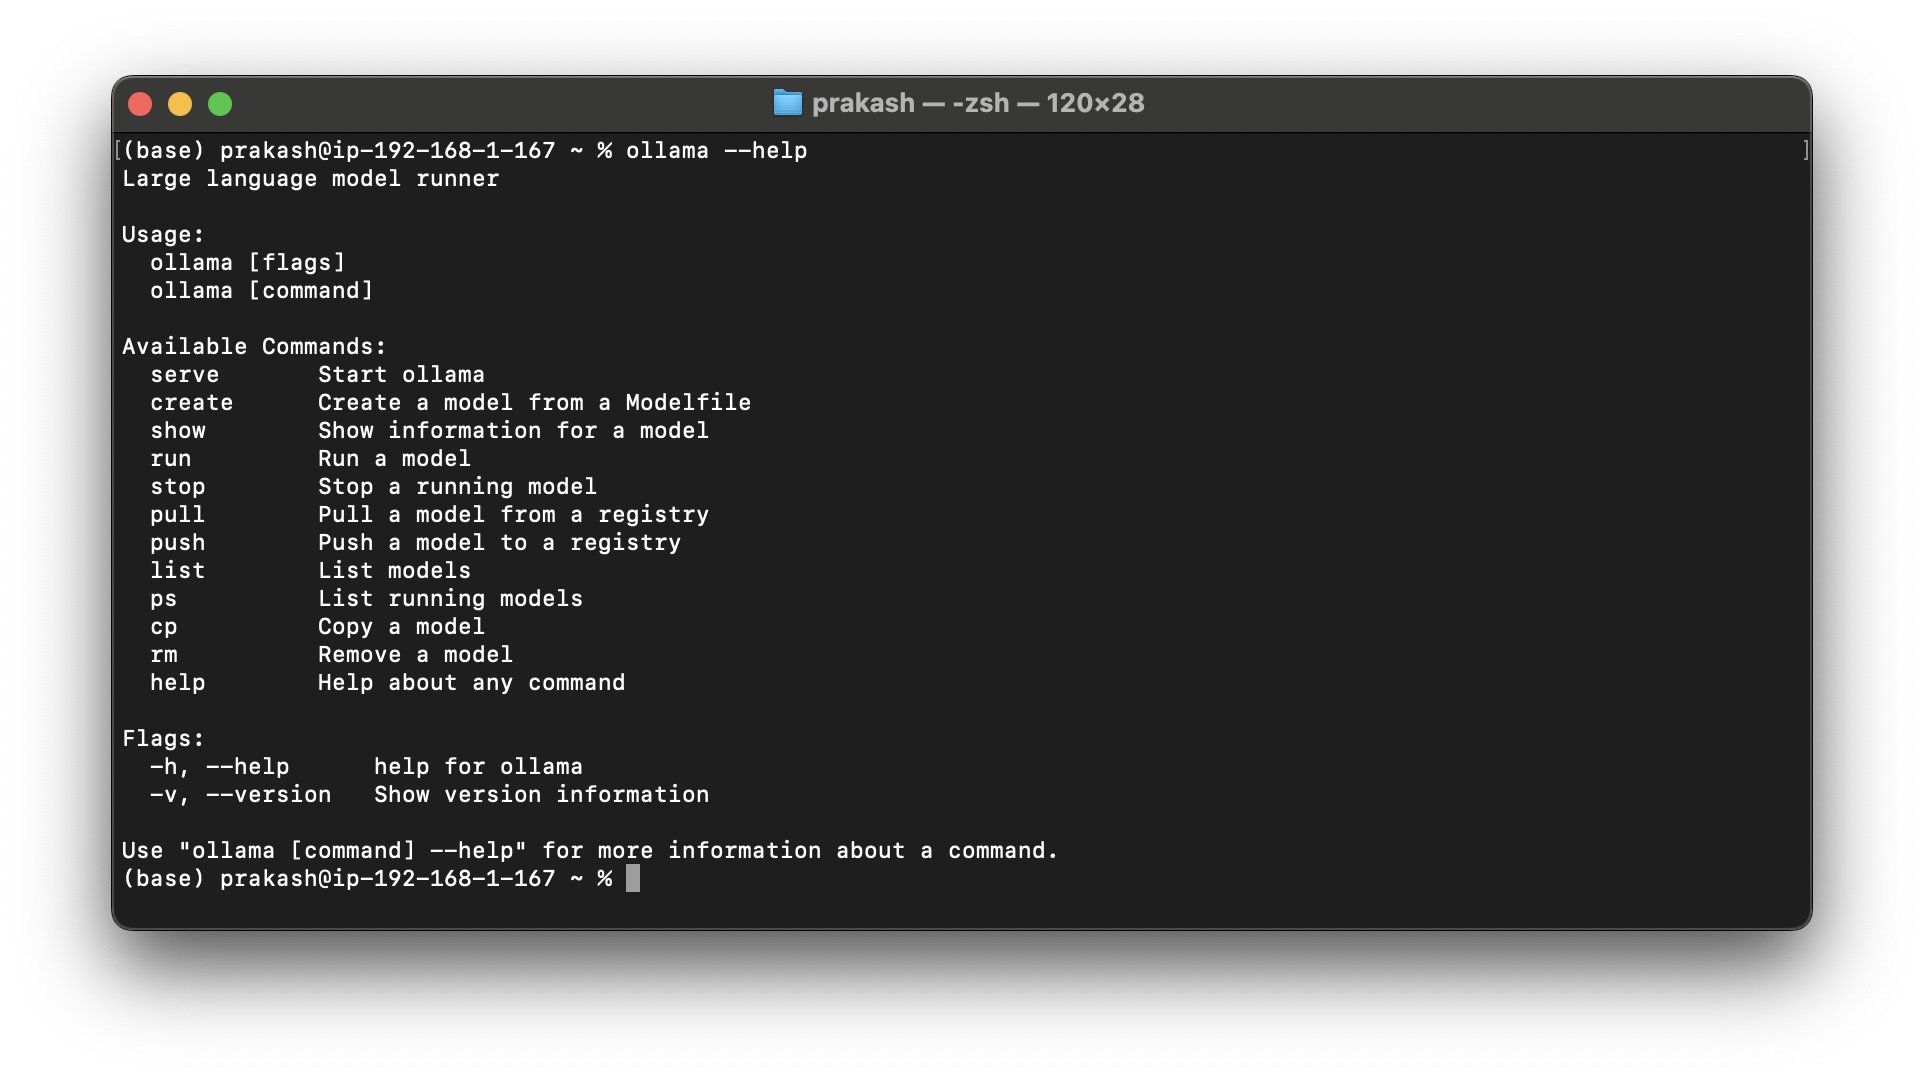 prakash — -zsh — 120×28
[(base) prakash@ip-192-168-1-167 ~ % ollama --help ]
Large language model runner

Usage:
  ollama [flags]
  ollama [command]

Available Commands:
  serve       Start ollama
  create      Create a model from a Modelfile
  show        Show information for a model
  run         Run a model
  stop        Stop a running model
  pull        Pull a model from a registry
  push        Push a model to a registry
  list        List models
  ps          List running models
  cp          Copy a model
  rm          Remove a model
  help        Help about any command

Flags:
  -h, --help      help for ollama
  -v, --version   Show version information

Use "ollama [command] --help" for more information about a command.
(base) prakash@ip-192-168-1-167 ~ %